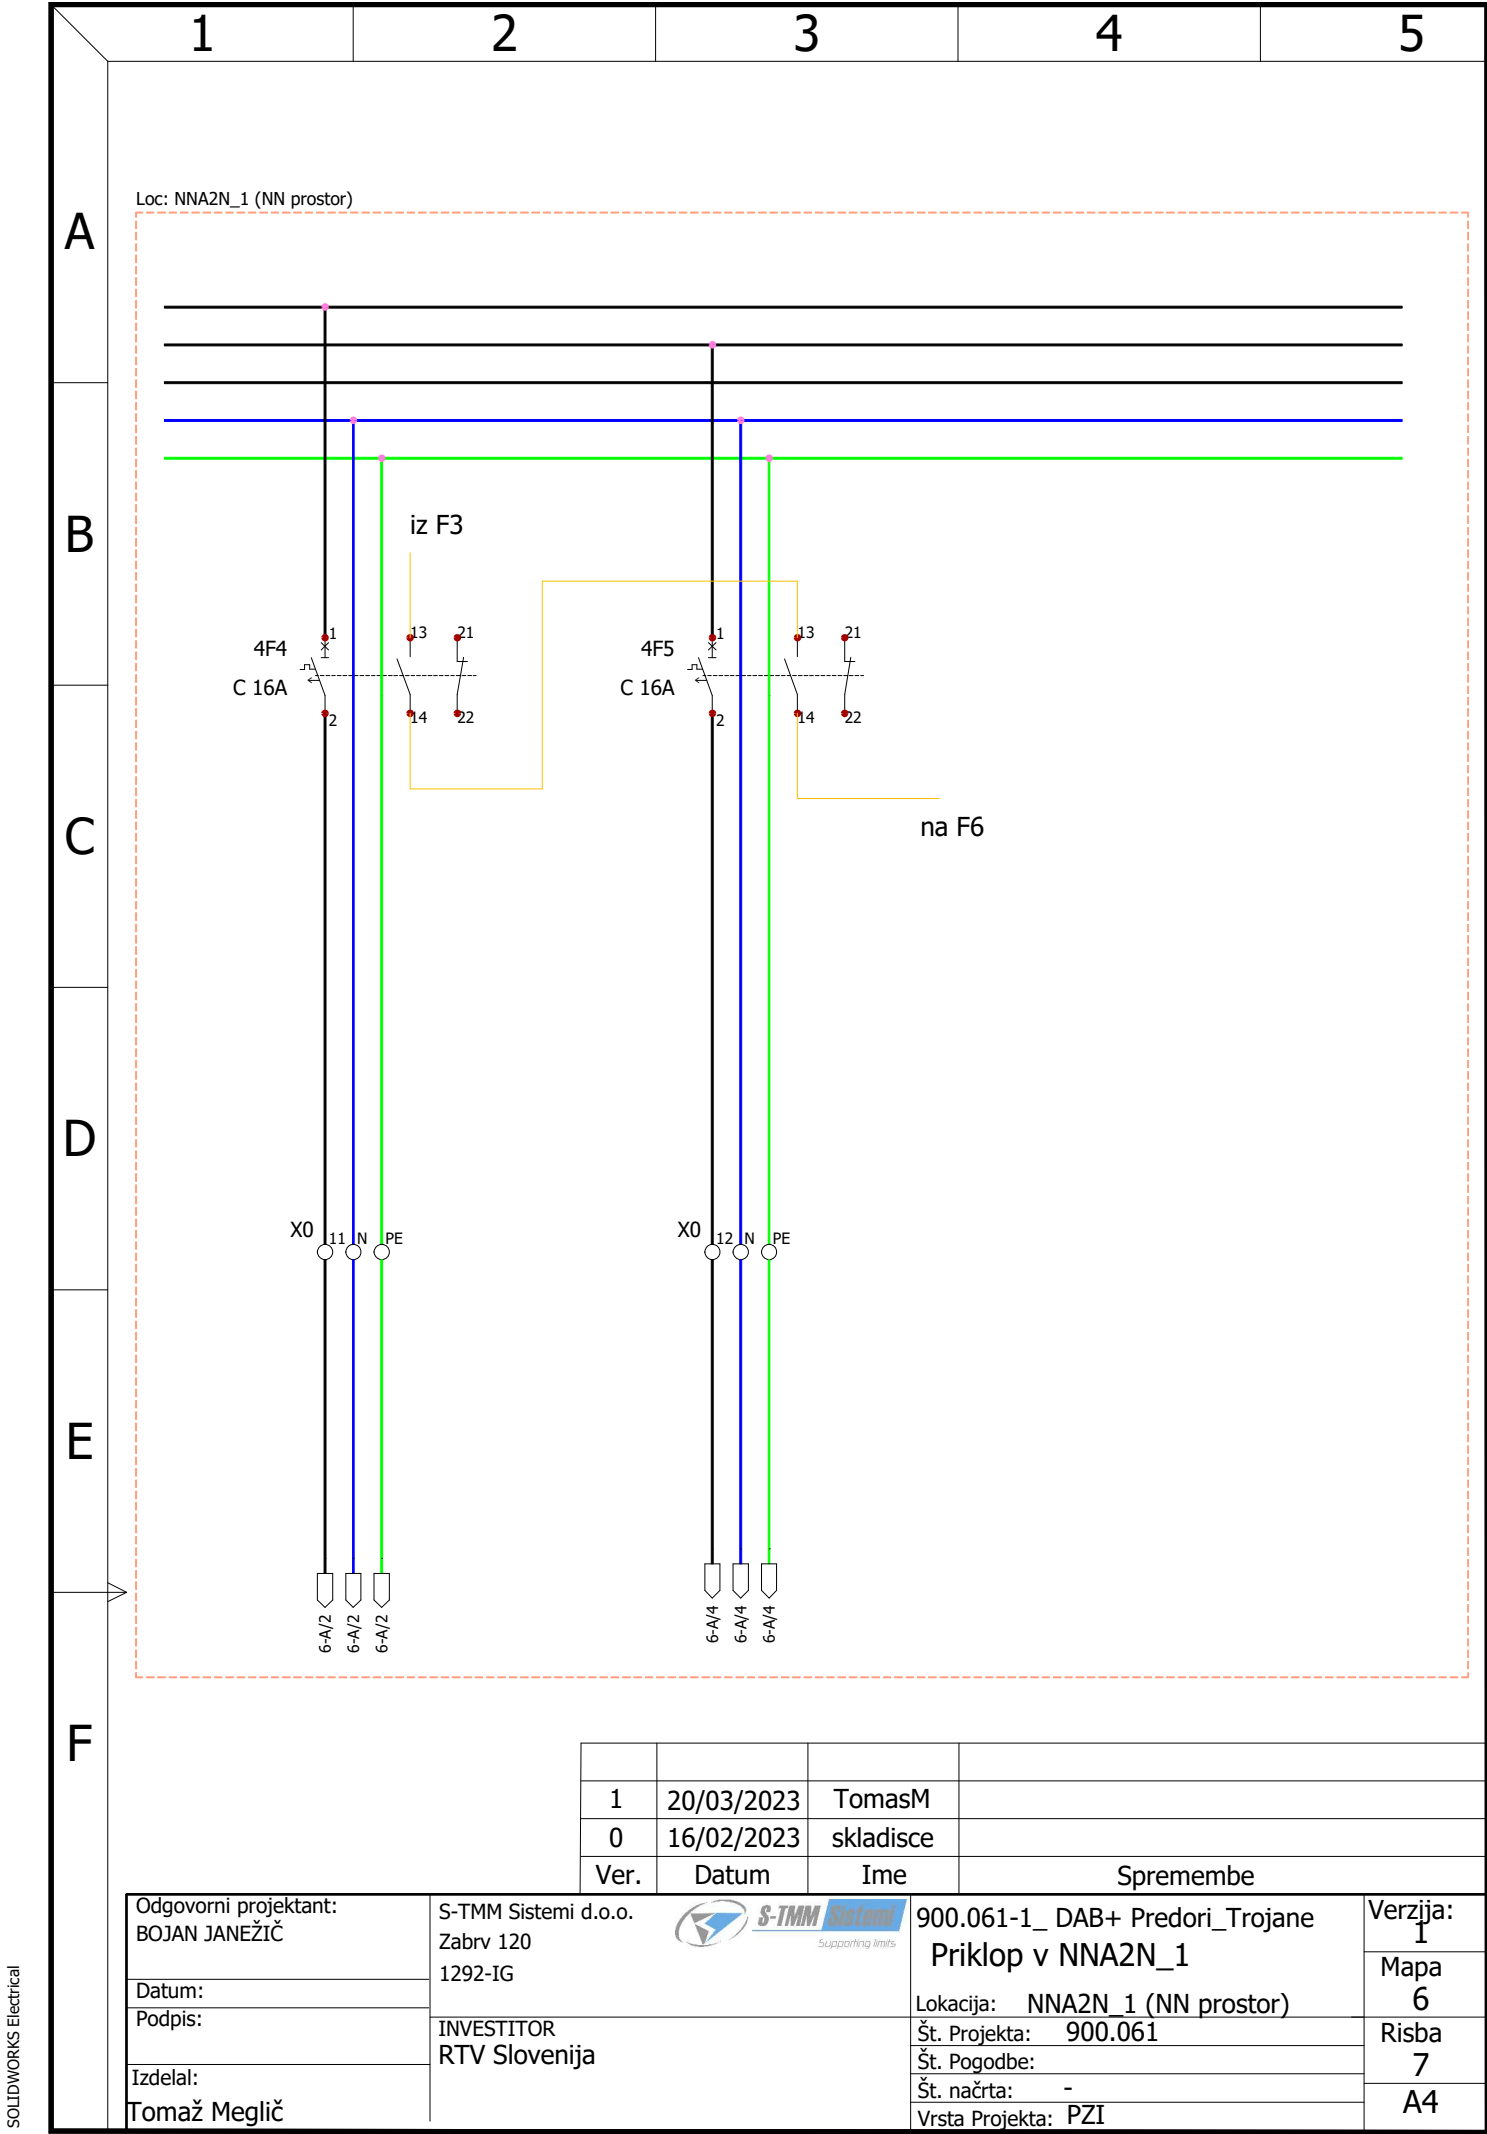 1 2 3 4 5
A
B
C
D
E
F
Loc: NNA2N_1 (NN prostor)
iz F3
4F4
C 16A
1
2
13
14
21
22
4F5
C 16A
1
2
13
14
21
22
na F6
X0 11 N PE
X0 12 N PE
6-A/2 6-A/2 6-A/2
6-A/4 6-A/4 6-A/4
1 20/03/2023 TomasM
0 16/02/2023 skladisce
Ver. Datum Ime Spremembe
Odgovorni projektant:
BOJAN JANEŽIČ
Datum:
Podpis:
Izdelal:
Tomaž Meglič
S-TMM Sistemi d.o.o.
Zabrv 120
1292-IG
S-TMM Sistemi
Supporting limits
INVESTITOR
RTV Slovenija
900.061-1_ DAB+ Predori_Trojane
Priklop v NNA2N_1
Lokacija: NNA2N_1 (NN prostor)
Št. Projekta: 900.061
Št. Pogodbe:
Št. načrta: -
Vrsta Projekta: PZI
Verzija:
1
Mapa
6
Risba
7
A4
SOLIDWORKS Electrical